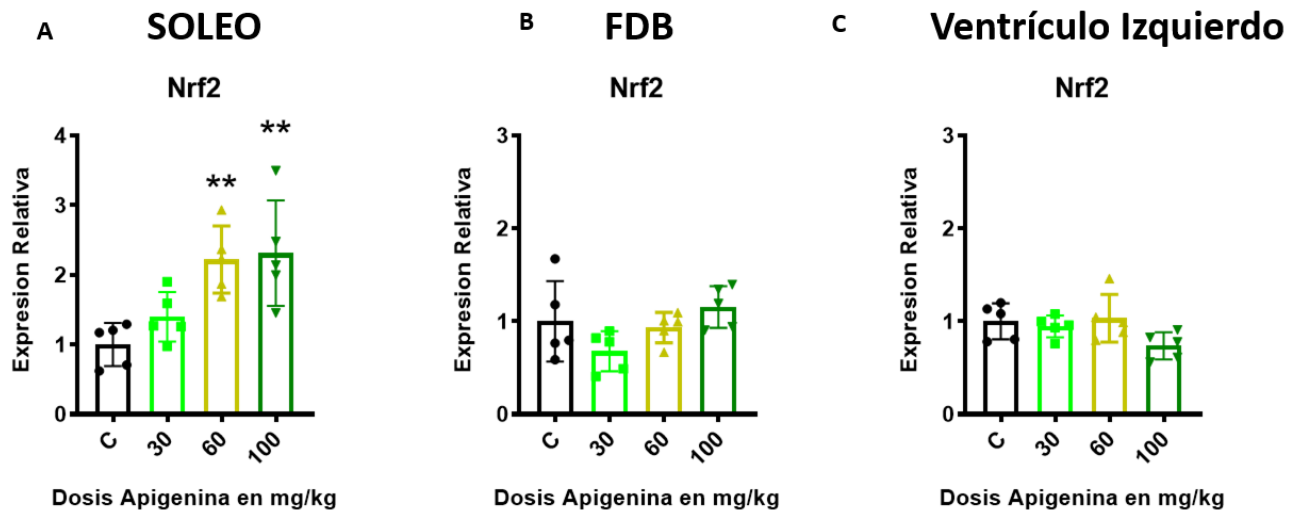 A SOLEO
Nrf2
Expresion Relativa
4
3
2
1
0
**
**
C 30 60 100
Dosis Apigenina en mg/kg
B FDB
Nrf2
Expresion Relativa
3
2
1
0
C 30 60 100
Dosis Apigenina en mg/kg
C Ventrículo Izquierdo
Nrf2
Expresion Relativa
3
2
1
0
C 30 60 100
Dosis Apigenina en mg/kg